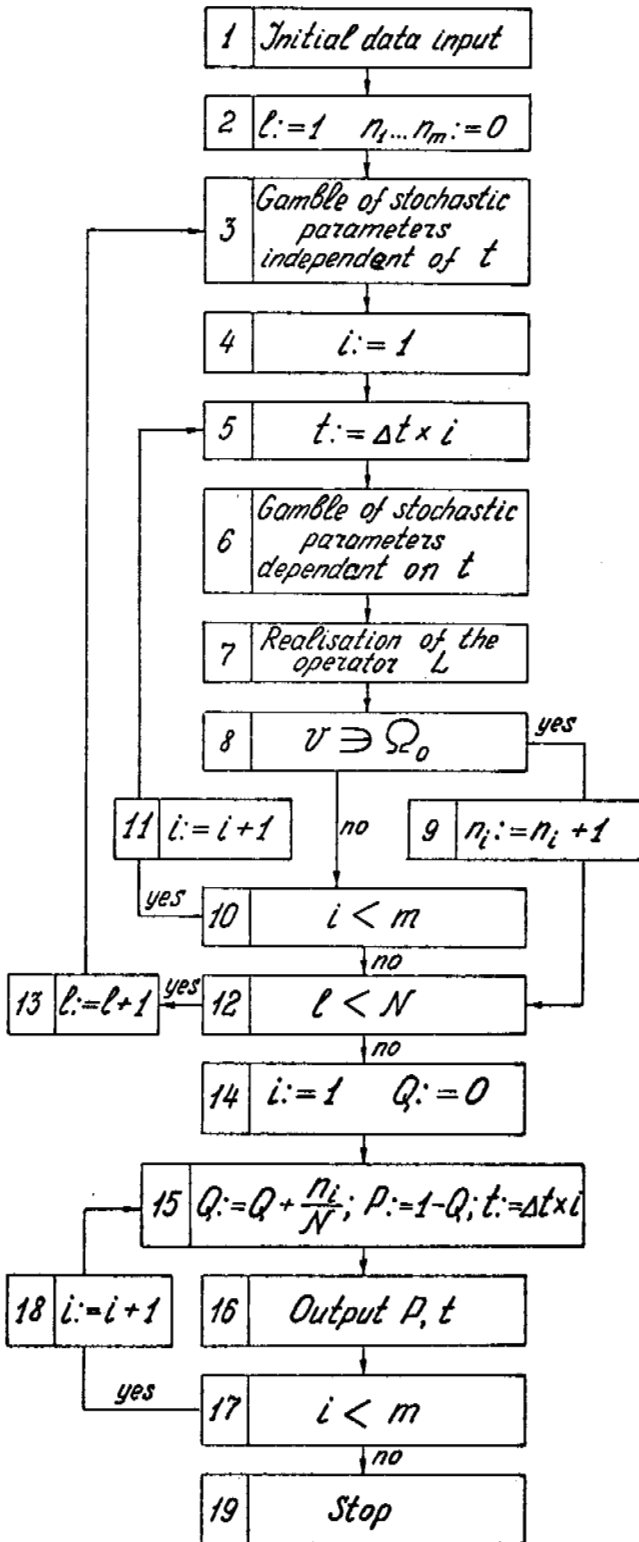 1 Initial data input
2 l:=1 n₁...nₘ:=0
3 Gamble of stochastic
parameters
independant of t
4 i:=1
5 t:=Δt×i
6 Gamble of stochastic
parameters
dependant on t
7 Realisation of the
operator L
8 v∋Ω₀ yes
no
11 i:=i+1
9 nᵢ:=nᵢ+1
yes
10 i<m
no
13 l:=l+1
yes
12 l<N
no
14 i:=1 Q:=0
15 Q:=Q+nᵢ/N; P:=1-Q; t:=Δt×i
18 i:=i+1
16 Output P, t
yes
17 i<m
no
19 Stop